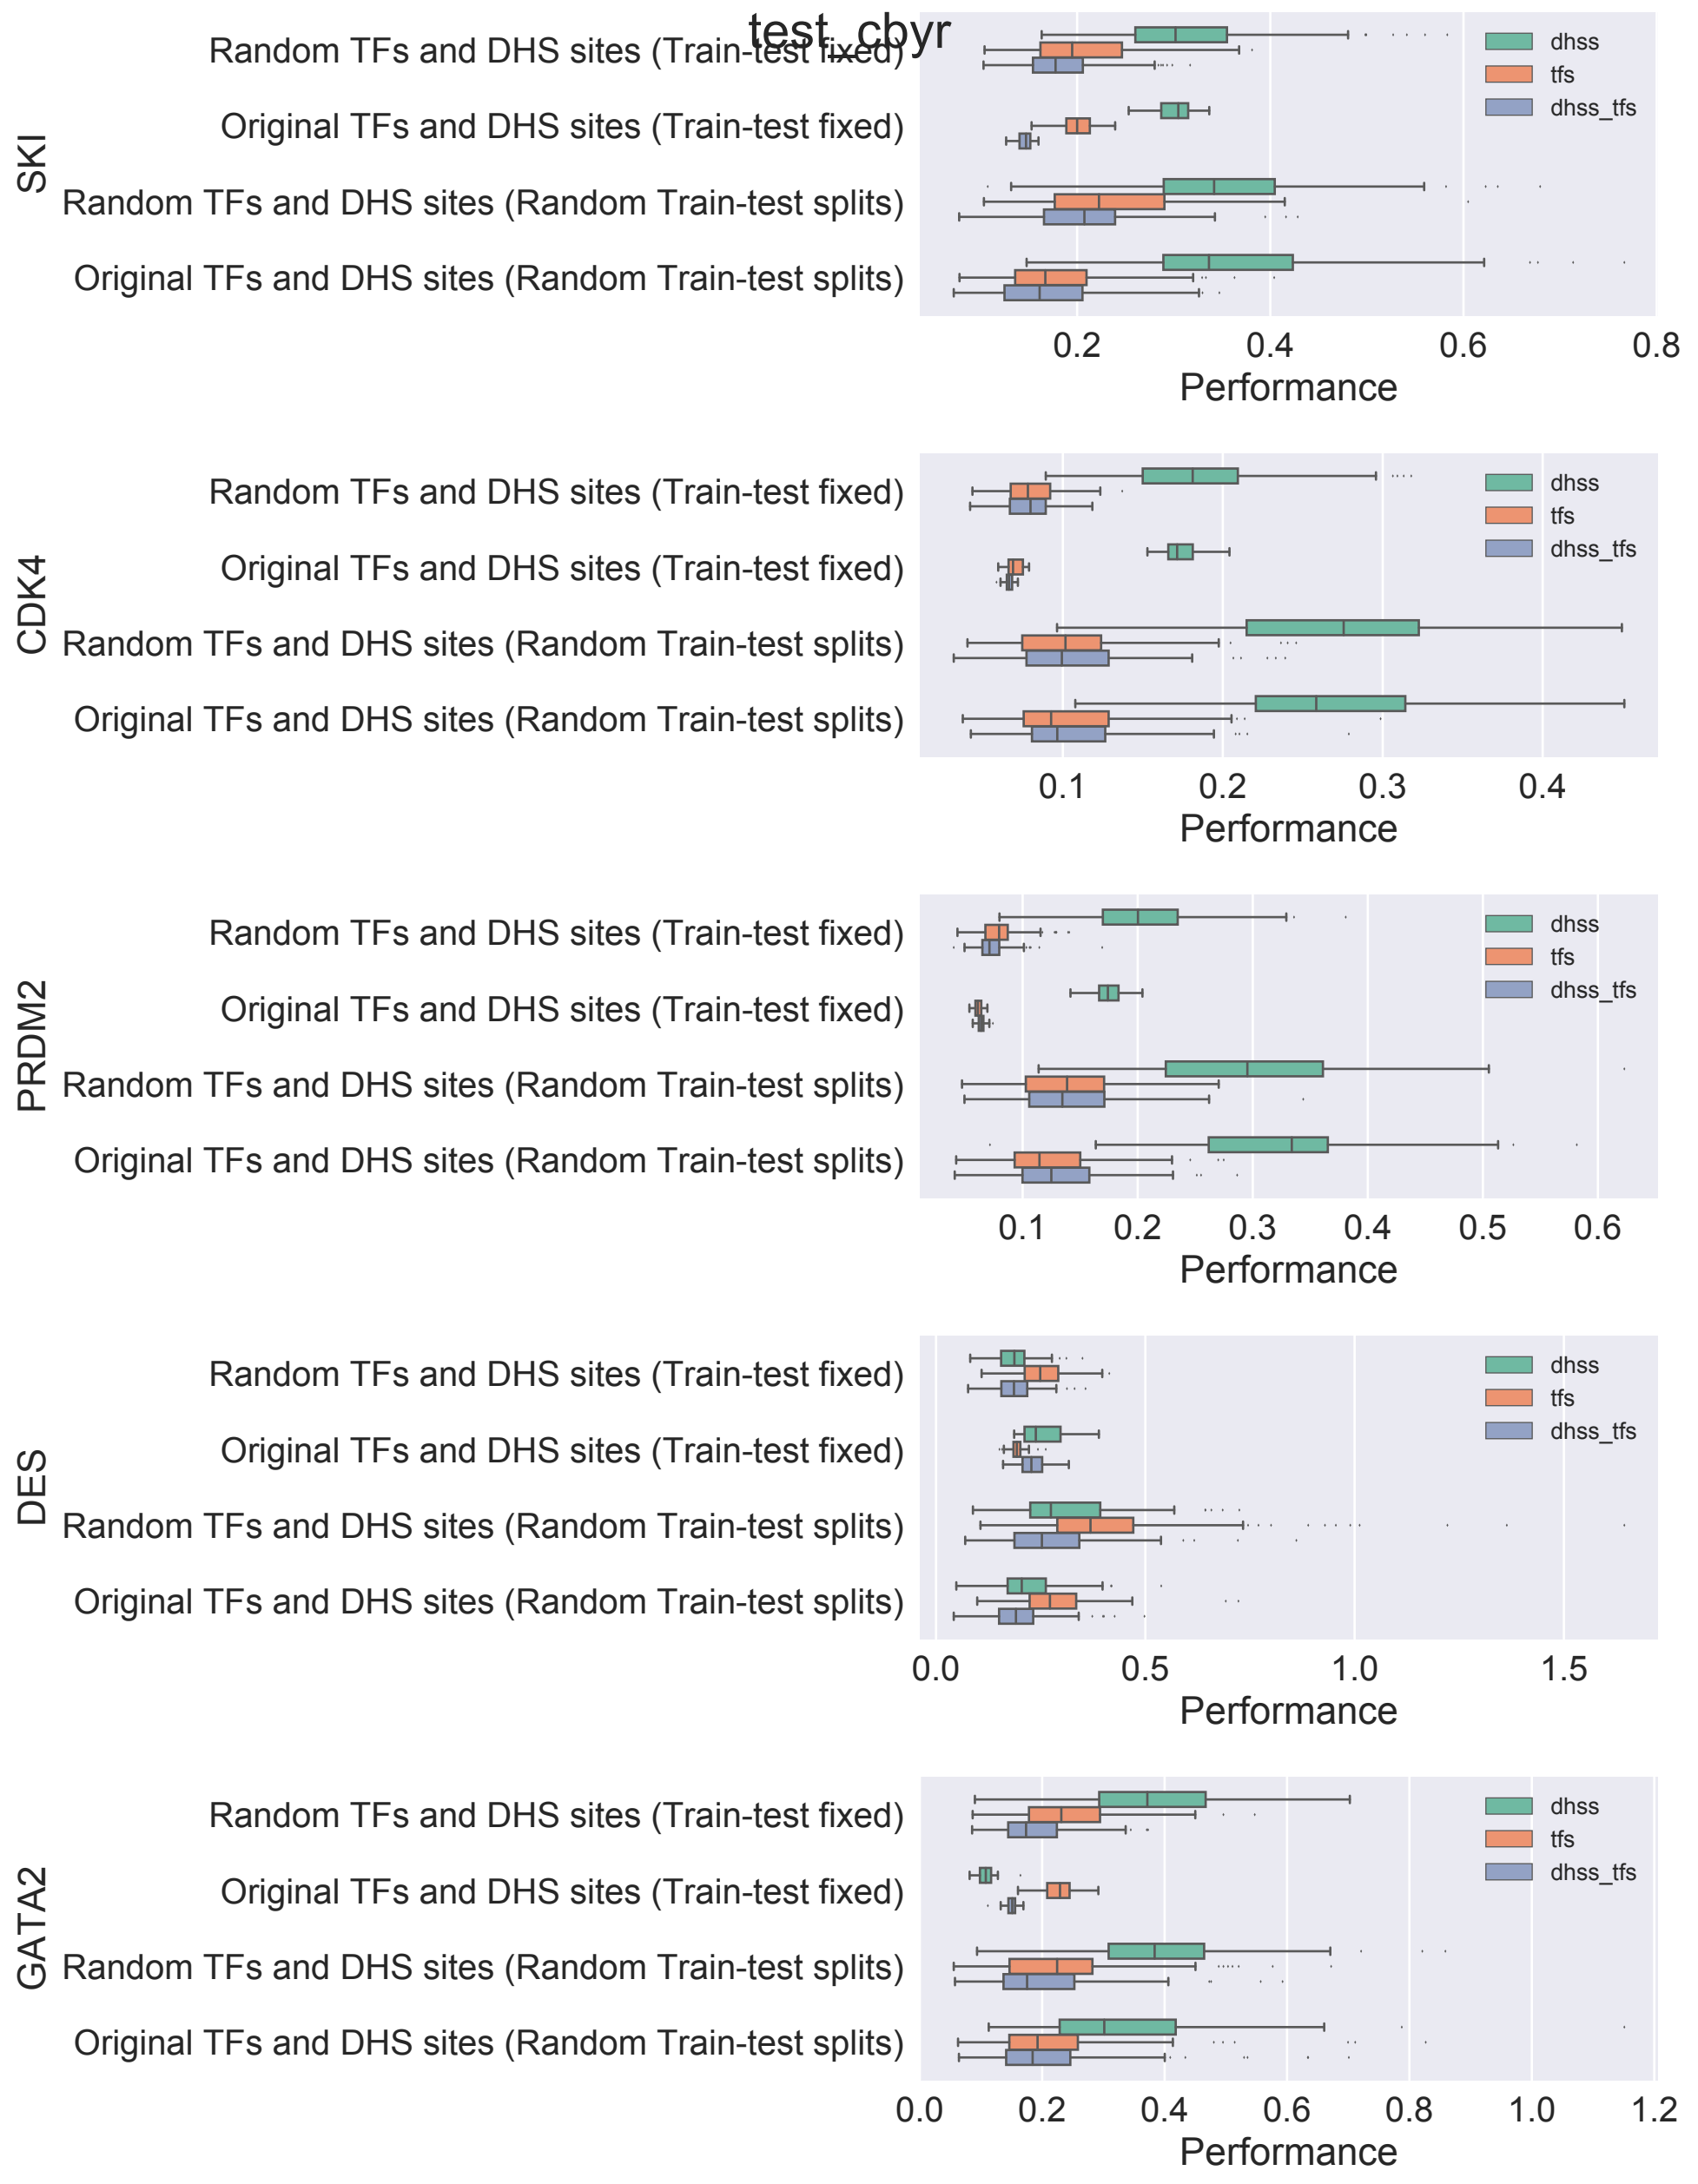 test_cbyr
SKI
Random TFs and DHS sites (Train-test fixed)
Original TFs and DHS sites (Train-test fixed)
Random TFs and DHS sites (Random Train-test splits)
Original TFs and DHS sites (Random Train-test splits)
dhss
tfs
dhss_tfs
0.2 0.4 0.6 0.8
Performance
CDK4
Random TFs and DHS sites (Train-test fixed)
Original TFs and DHS sites (Train-test fixed)
Random TFs and DHS sites (Random Train-test splits)
Original TFs and DHS sites (Random Train-test splits)
dhss
tfs
dhss_tfs
0.1 0.2 0.3 0.4
Performance
PRDM2
Random TFs and DHS sites (Train-test fixed)
Original TFs and DHS sites (Train-test fixed)
Random TFs and DHS sites (Random Train-test splits)
Original TFs and DHS sites (Random Train-test splits)
dhss
tfs
dhss_tfs
0.1 0.2 0.3 0.4 0.5 0.6
Performance
DES
Random TFs and DHS sites (Train-test fixed)
Original TFs and DHS sites (Train-test fixed)
Random TFs and DHS sites (Random Train-test splits)
Original TFs and DHS sites (Random Train-test splits)
dhss
tfs
dhss_tfs
0.0 0.5 1.0 1.5
Performance
GATA2
Random TFs and DHS sites (Train-test fixed)
Original TFs and DHS sites (Train-test fixed)
Random TFs and DHS sites (Random Train-test splits)
Original TFs and DHS sites (Random Train-test splits)
dhss
tfs
dhss_tfs
0.0 0.2 0.4 0.6 0.8 1.0 1.2
Performance